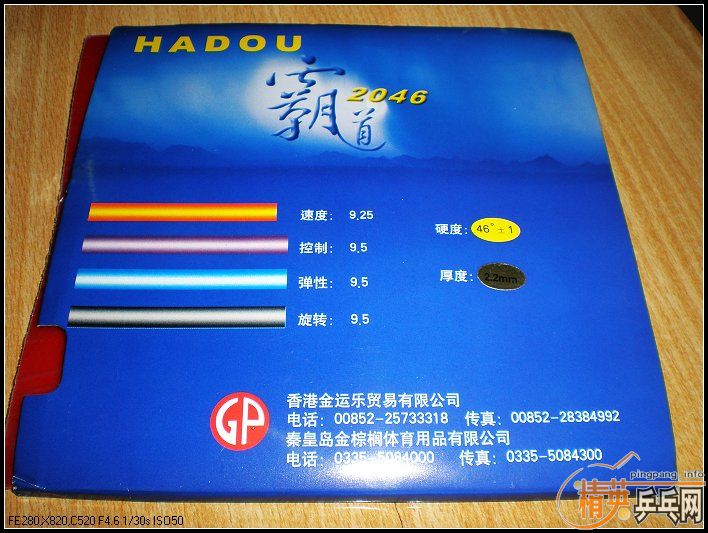 HADOU
霸道 2046
速度: 9.25
控制: 9.5
弹性: 9.5
旋转: 9.5
硬度: 46°±1
厚度: 2.2mm
GP
香港金运乐贸易有限公司
电话: 00852-25733318 传真: 00852-28384992
秦皇岛金棕榈体育用品有限公司
电话: 0335-5084000 传真: 0335-5084300
FE280,X820,C520 F4.6 1/30s ISO50
pingpang.info
精英乒乓网